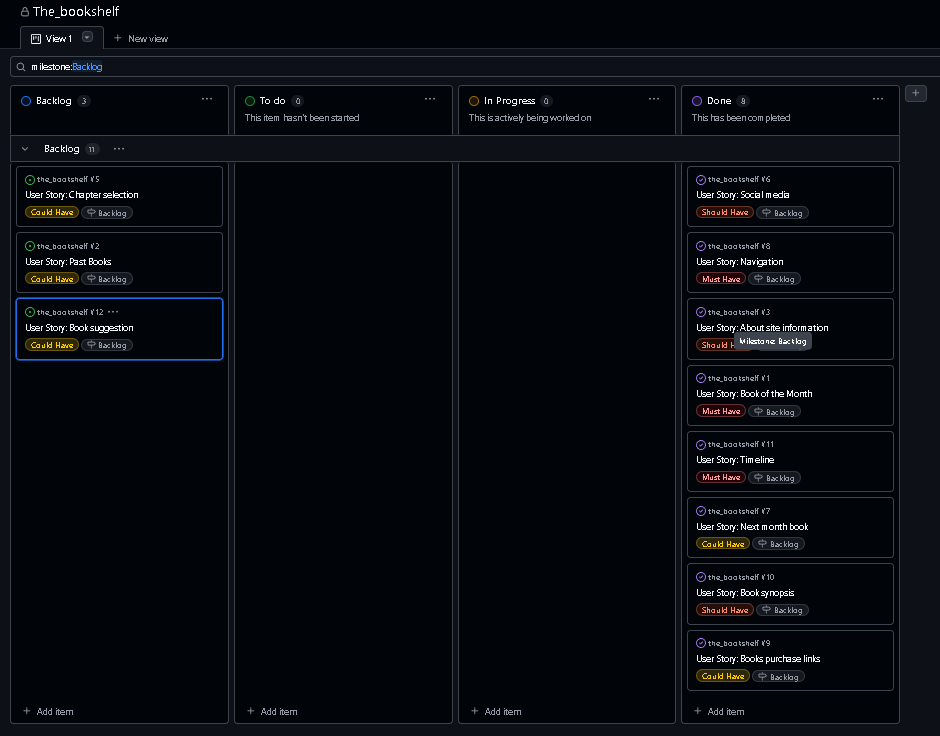 The_bookshelf
View 1
New view
milestone:Backlog
Backlog 3
To do 0
This item hasn't been started
In Progress 0
This is actively being worked on
Done 8
This has been completed
Backlog 11
the_bookshelf #5
User Story: Chapter selection
Could Have Backlog
the_bookshelf #2
User Story: Past Books
Could Have Backlog
the_bookshelf #12
User Story: Book suggestion
Could Have Backlog
Add item
Add item
Add item
the_bookshelf #6
User Story: Social media
Should Have Backlog
the_bookshelf #8
User Story: Navigation
Must Have Backlog
the_bookshelf #3
User Story: About site information
Should H
Milestone: Backlog
the_bookshelf #1
User Story: Book of the Month
Must Have Backlog
the_bookshelf #11
User Story: Timeline
Must Have Backlog
the_bookshelf #7
User Story: Next month book
Could Have Backlog
the_bookshelf #10
User Story: Book synopsis
Should Have Backlog
the_bookshelf #9
User Story: Books purchase links
Could Have Backlog
Add item